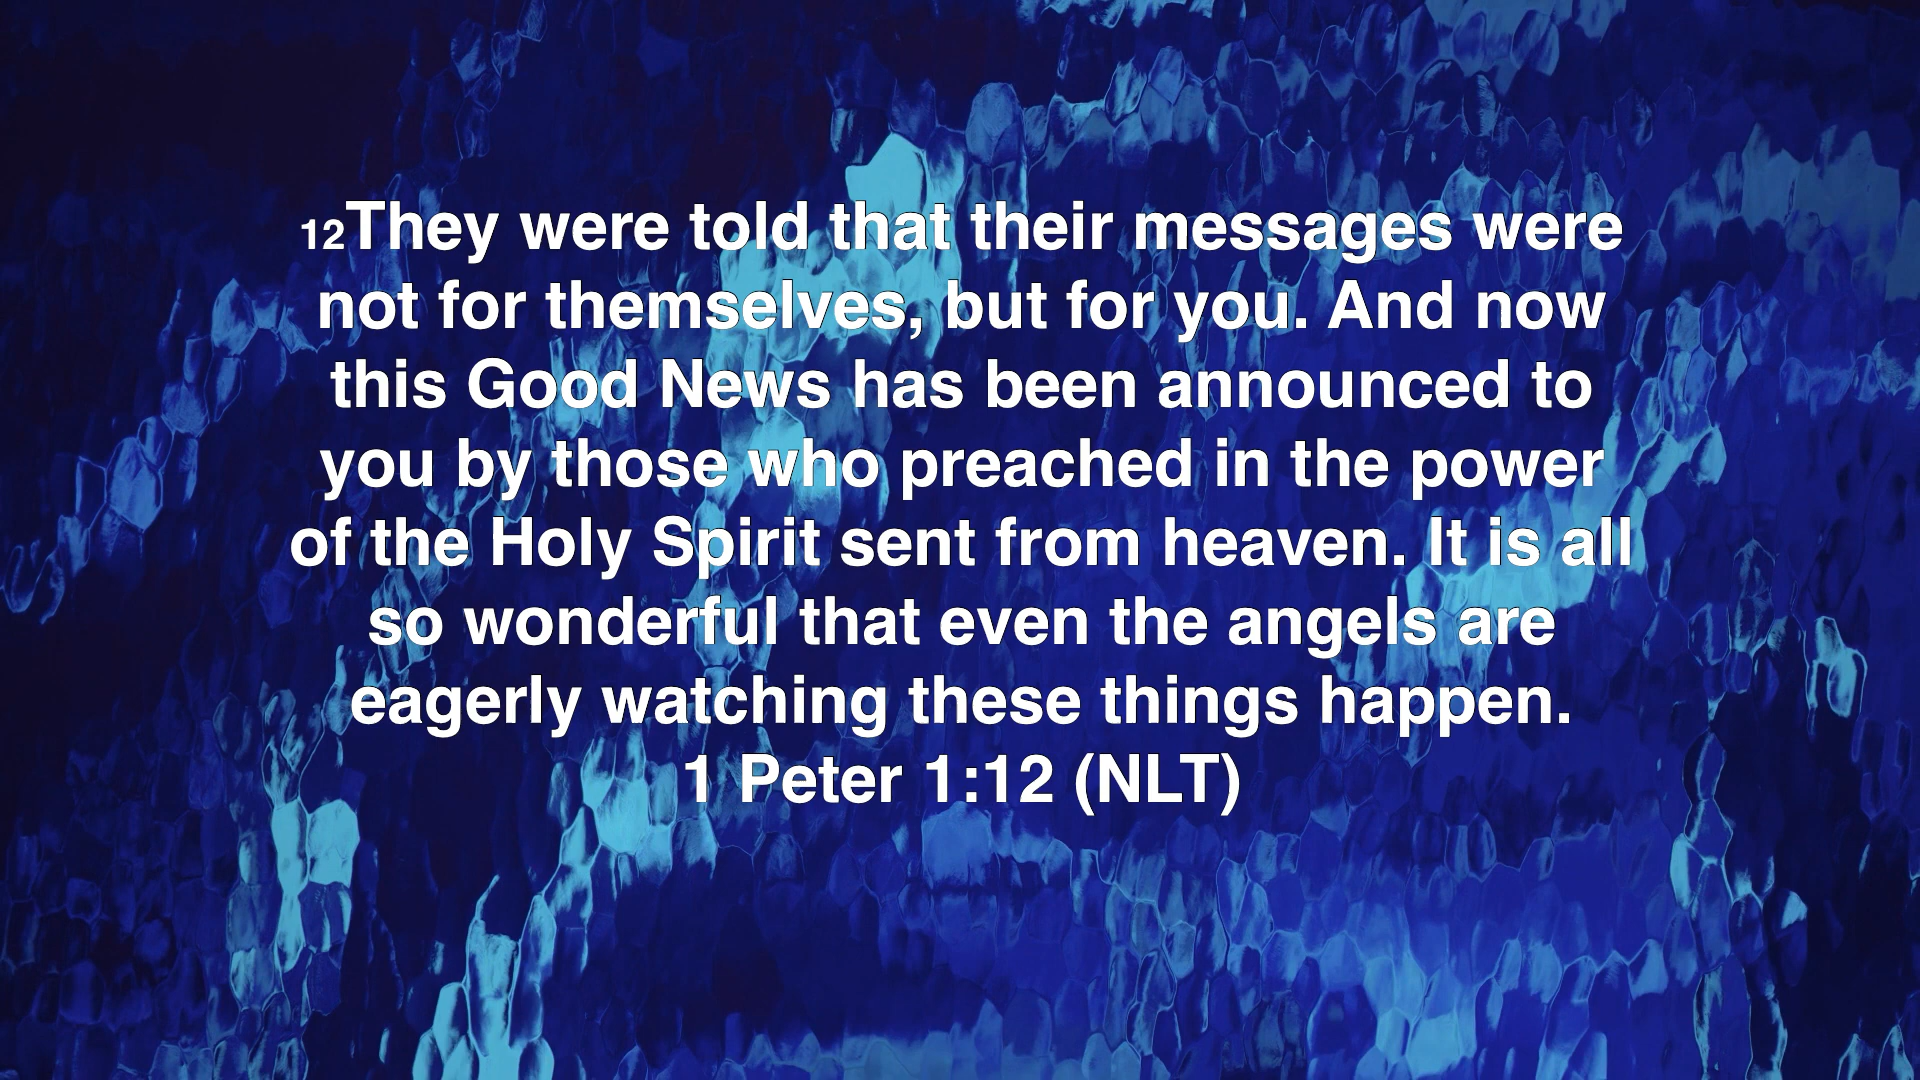 12They were told that their messages were
not for themselves, but for you. And now
this Good News has been announced to
you by those who preached in the power
of the Holy Spirit sent from heaven. It is all
so wonderful that even the angels are
eagerly watching these things happen.
1 Peter 1:12 (NLT)